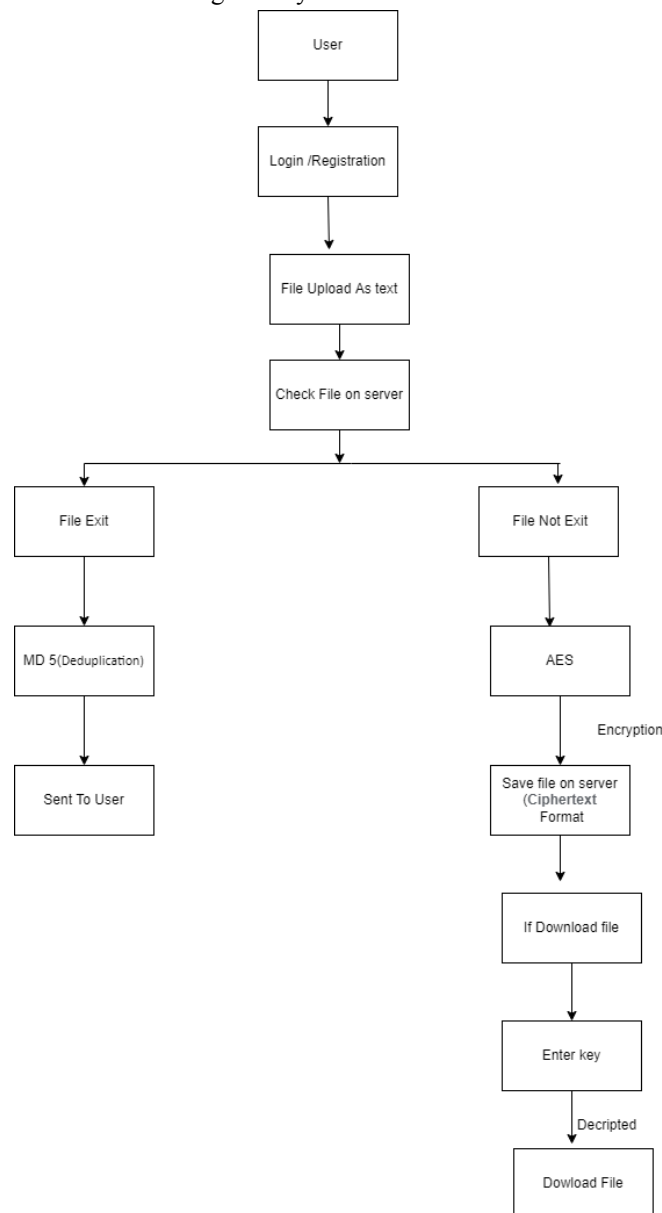 User
Login /Registration
File Upload As text
Check File on server
File Exit
File Not Exit
MD 5(Deduplication)
AES
Encryption
Sent To User
Save file on server
(Ciphertext
Format
If Download file
Enter key
Decripted
Dowload File